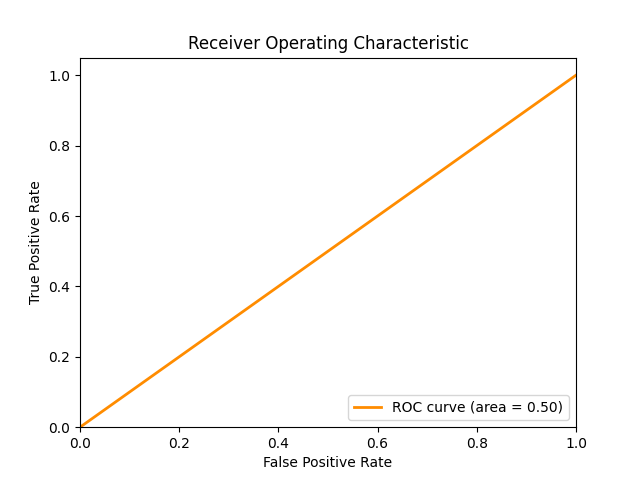 Receiver Operating Characteristic
True Positive Rate
1.0
0.8
0.6
0.4
0.2
0.0
ROC curve (area = 0.50)
0.0 0.2 0.4 0.6 0.8 1.0
False Positive Rate